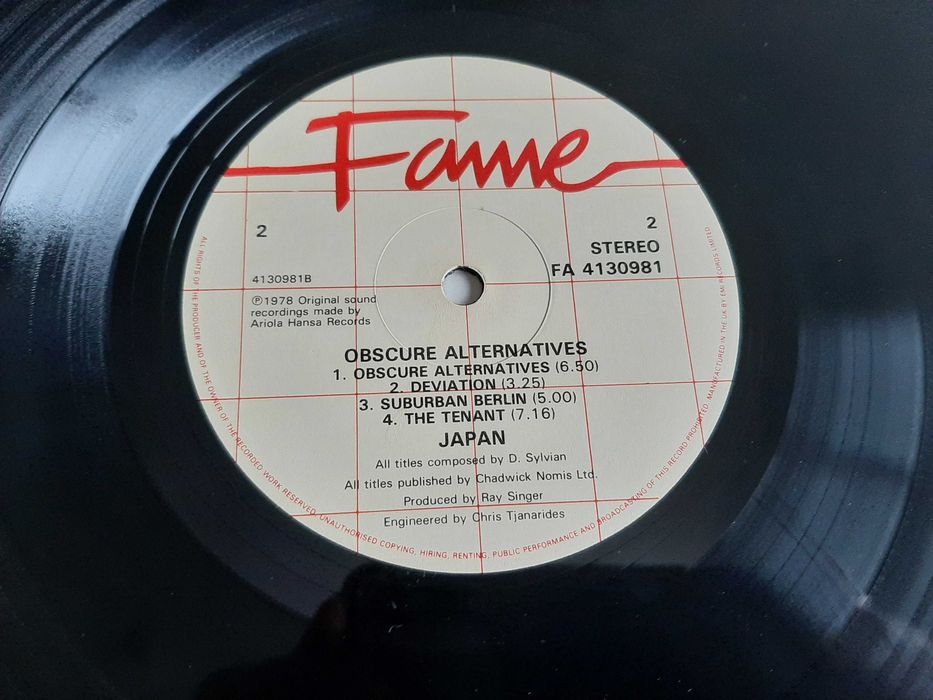 Fame
2
2
STEREO
FA 4130981
4130981B
℗1978 Original sound
recordings made by
Ariola Hansa Records
OBSCURE ALTERNATIVES
1. OBSCURE ALTERNATIVES (6.50)
2. DEVIATION (3.25)
3. SUBURBAN BERLIN (5.00)
4. THE TENANT (7.16)
JAPAN
All titles composed by D. Sylvian
All titles published by Chadwick Nomis Ltd.
Produced by Ray Singer
Engineered by Chris Tjanarides
ALL RIGHTS OF THE PRODUCER AND OF THE OWNER OF THE RECORDED WORK RESERVED. UNAUTHORISED COPYING, HIRING, RENTING, PUBLIC PERFORMANCE AND BROADCASTING OF THIS RECORD PROHIBITED. MANUFACTURED IN THE UK BY EMI RECORDS LIMITED